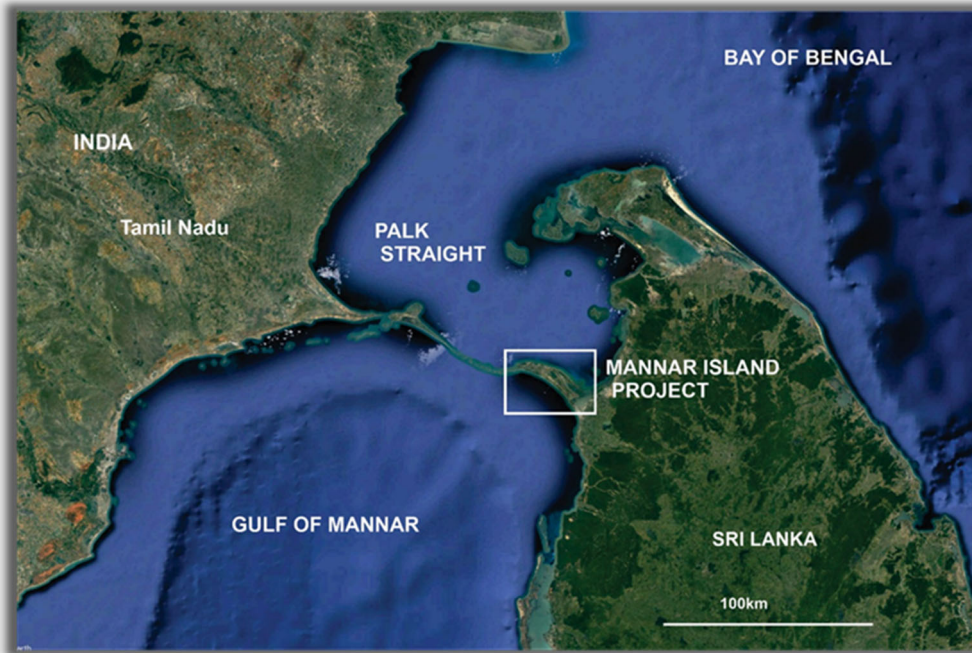 BAY OF BENGAL
INDIA
Tamil Nadu
PALK
STRAIGHT
MANNAR ISLAND
PROJECT
GULF OF MANNAR
SRI LANKA
100km